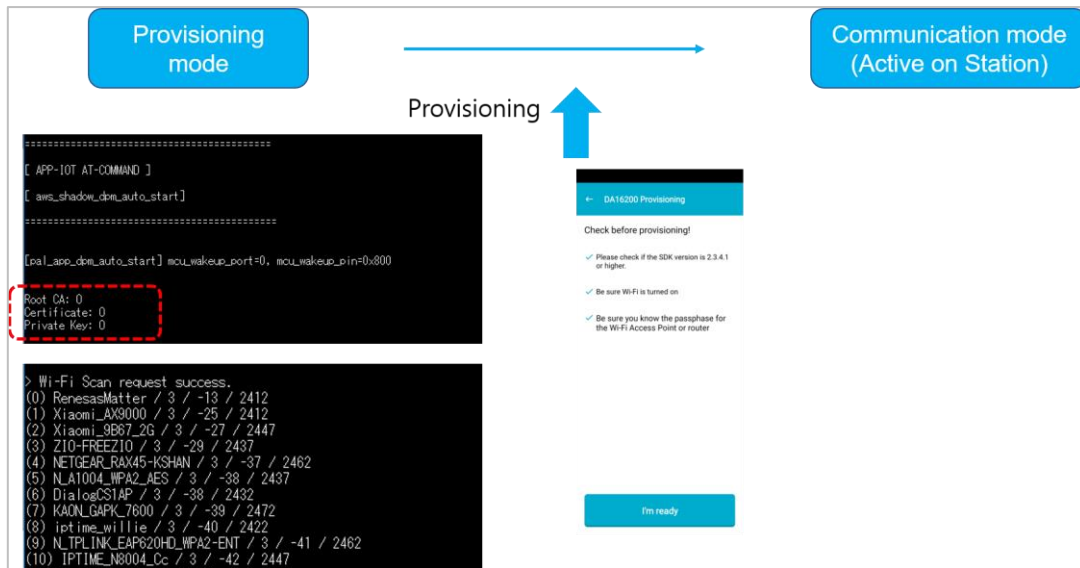 Provisioning
mode
Communication mode
(Active on Station)
Provisioning
============================================
[ APP-IOT AT-COMMAND ]
[ aws_shadow_dpm_auto_start]
============================================
[pal_app_dpm_auto_start] mcu_wakeup_port=0, mcu_wakeup_pin=0x800
Root CA: 0
Certificate: 0
Private Key: 0
> Wi-Fi Scan request success.
(0) RenesasMatter / 3 / -13 / 2412
(1) Xiaomi_AX9000 / 3 / -25 / 2412
(2) Xiaomi_9B67_2G / 3 / -27 / 2447
(3) ZIO-FREEZIO / 3 / -29 / 2437
(4) NETGEAR_RAX45-KSHAN / 3 / -37 / 2462
(5) N_A1004_WPA2_AES / 3 / -38 / 2437
(6) DialogCS1AP / 3 / -38 / 2432
(7) KAON_GAPK_7600 / 3 / -39 / 2472
(8) iptime_willie / 3 / -40 / 2422
(9) N_TPLINK_EAP620HD_WPA2-ENT / 3 / -41 / 2462
(10) IPTIME_N8004_Cc / 3 / -42 / 2447
← DA16200 Provisioning
Check before provisioning!
✓ Please check if the SDK version is 2.3.4.1
or higher.
✓ Be sure Wi-Fi is turned on
✓ Be sure you know the passphase for
the Wi-Fi Access Point or router
I'm ready